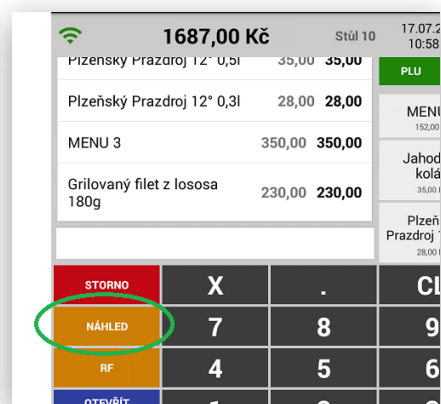 1687,00 Kč Stůl 10 17.07.2
10:58
Plzeňský Prazdroj 12° 0,5l 35,00 35,00
PLU
Plzeňský Prazdroj 12° 0,3l 28,00 28,00
MENU
152,00
MENU 3 350,00 350,00
Jahod
kolá
35,00
Grilovaný filet z lososa
180g
230,00 230,00
Plzeň
Prazdroj 1
28,00
STORNO X . CL
NÁHLED 7 8 9
RF 4 5 6
OTEVŘÍT